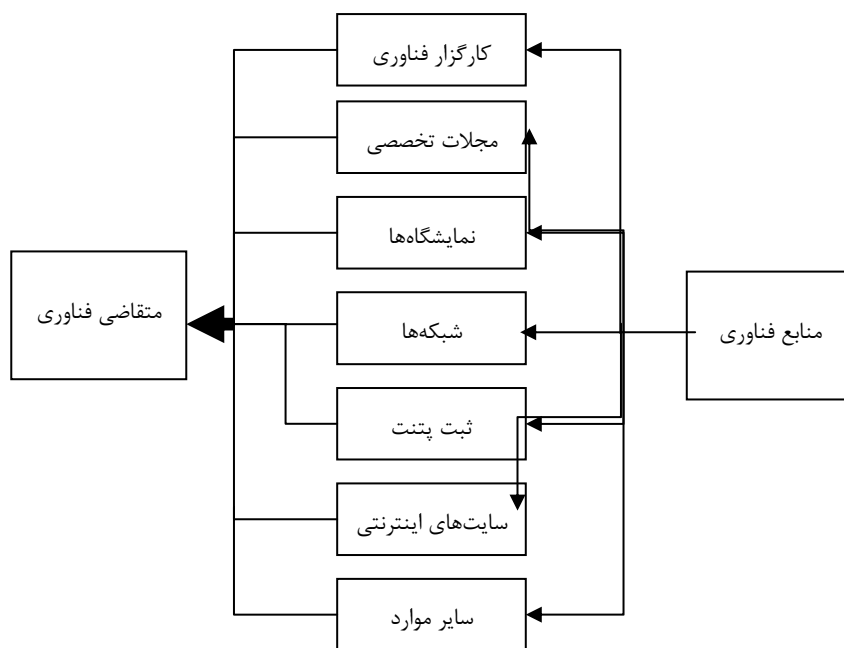 منابع فناوری
کارگزار فناوری
مجلات تخصصی
نمایشگاه‌ها
شبکه‌ها
ثبت پتنت
سایت‌های اینترنتی
سایر موارد
متقاضی فناوری